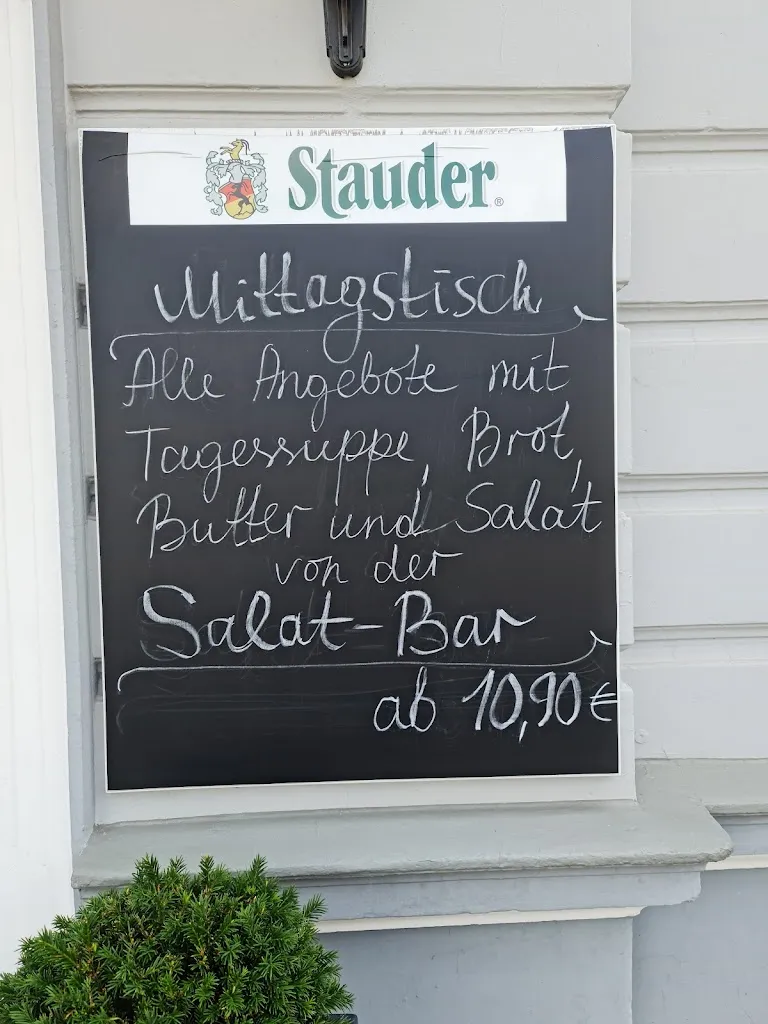 Stauder®
Mittagstisch
Alle Angebote mit
Tagessuppe, Brot,
Butter und Salat
von der
Salat-Bar
ab 10,90€